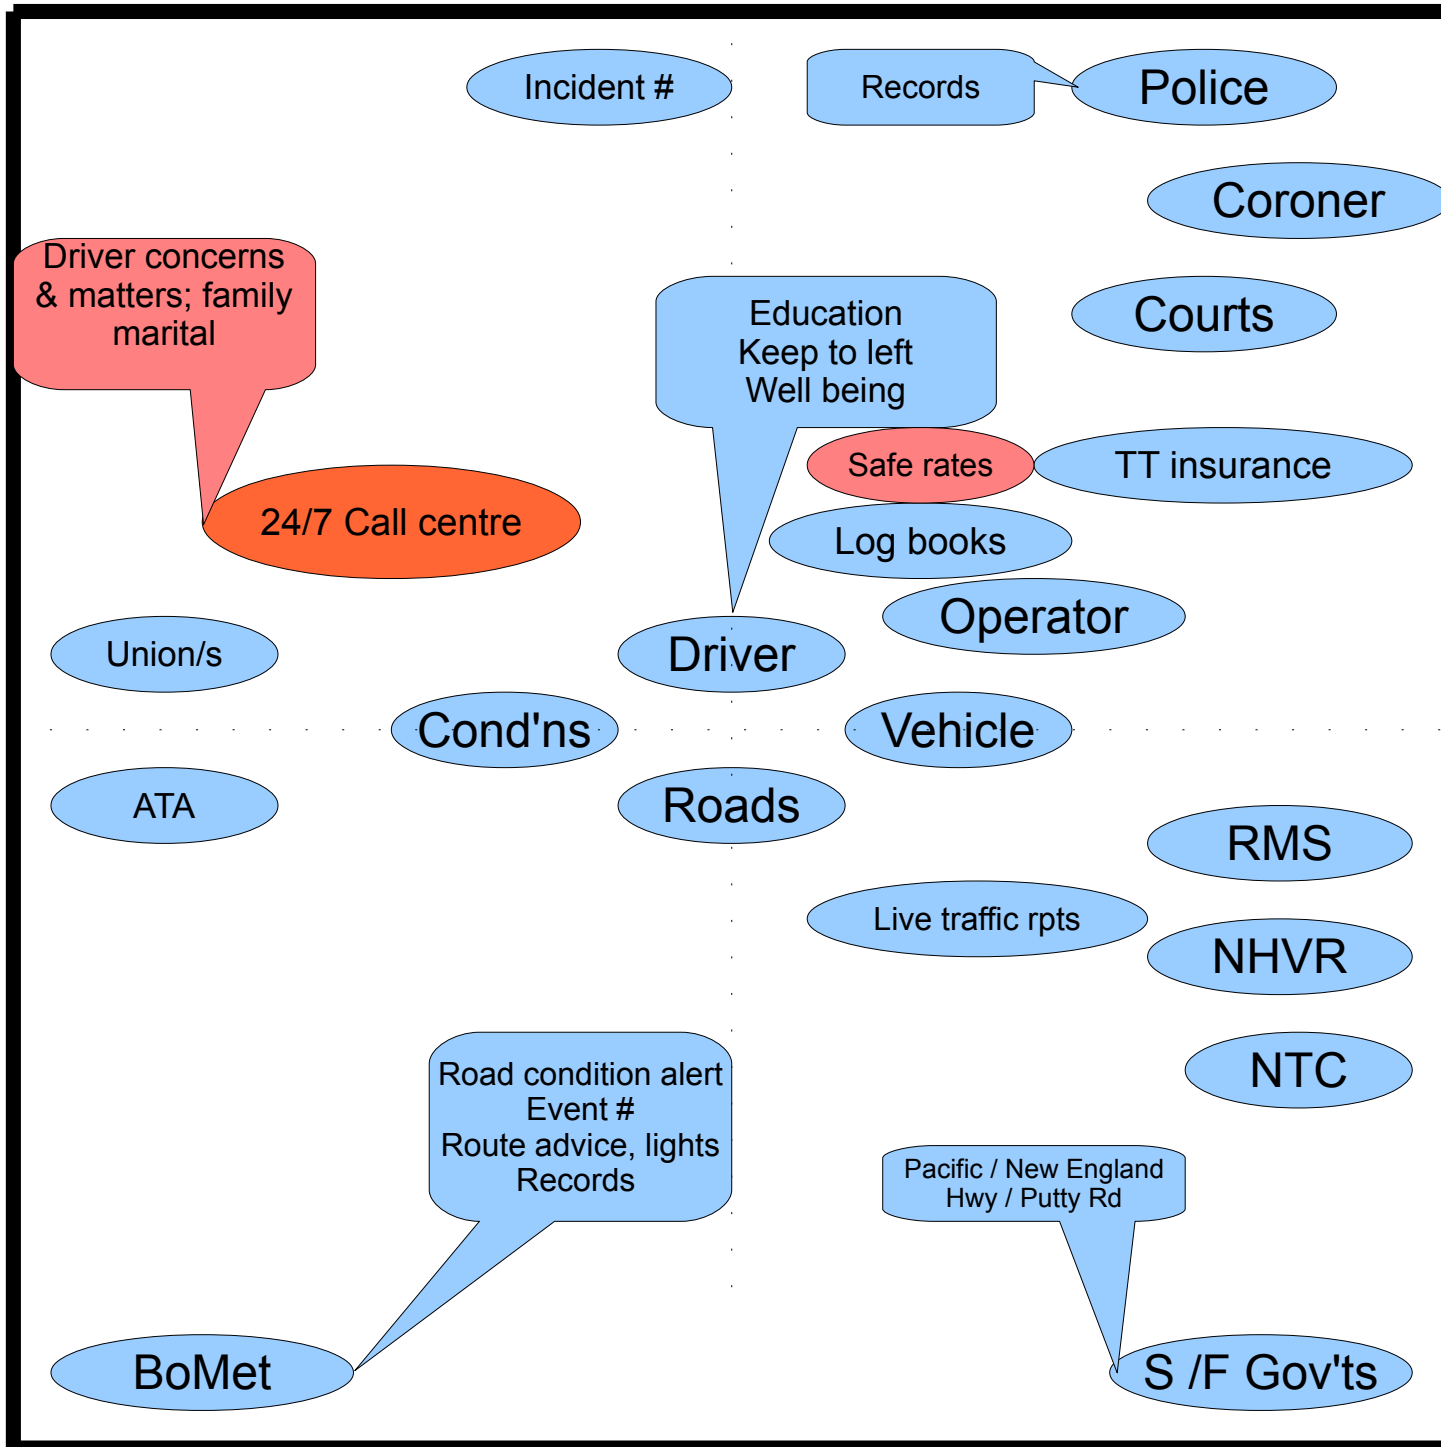 Incident #
Records
Police
Coroner
Driver concerns
& matters; family
marital
Education
Keep to left
Well being
Courts
Safe rates
TT insurance
24/7 Call centre
Log books
Operator
Union/s
Driver
Cond'ns
Vehicle
ATA
Roads
RMS
Live traffic rpts
NHVR
Road condition alert
Event #
Route advice, lights
Records
NTC
Pacific / New England
Hwy / Putty Rd
BoMet
S /F Gov'ts